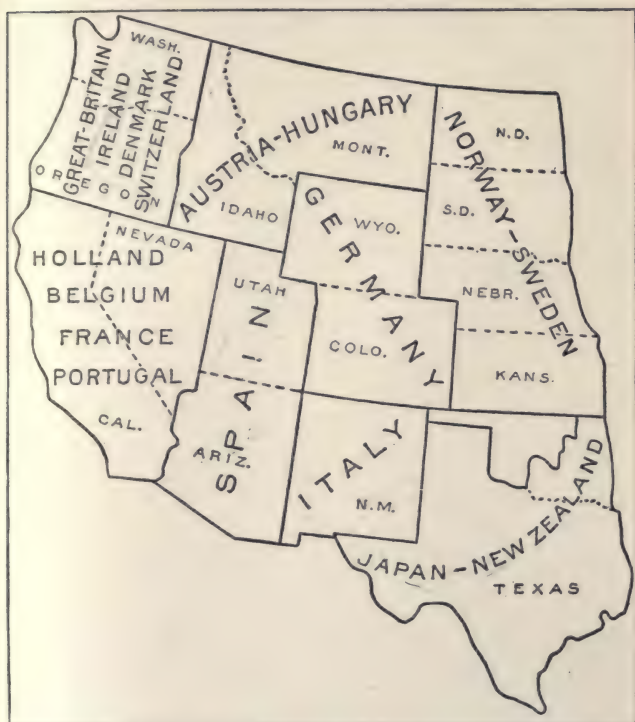 WASH.
GREAT-BRITAIN
IRELAND
DENMARK
SWITZERLAND
OREGON
AUSTRIA-HUNGARY
MONT.
IDAHO
NORWAY-SWEDEN
N.D.
S.D.
NEBR.
KANS.
GERMANY
WYO.
COLO.
NEVADA
HOLLAND
BELGIUM
FRANCE
PORTUGAL
CAL.
UTAH
SPAIN
ARIZ.
ITALY
N.M.
JAPAN-NEW ZEALAND
TEXAS